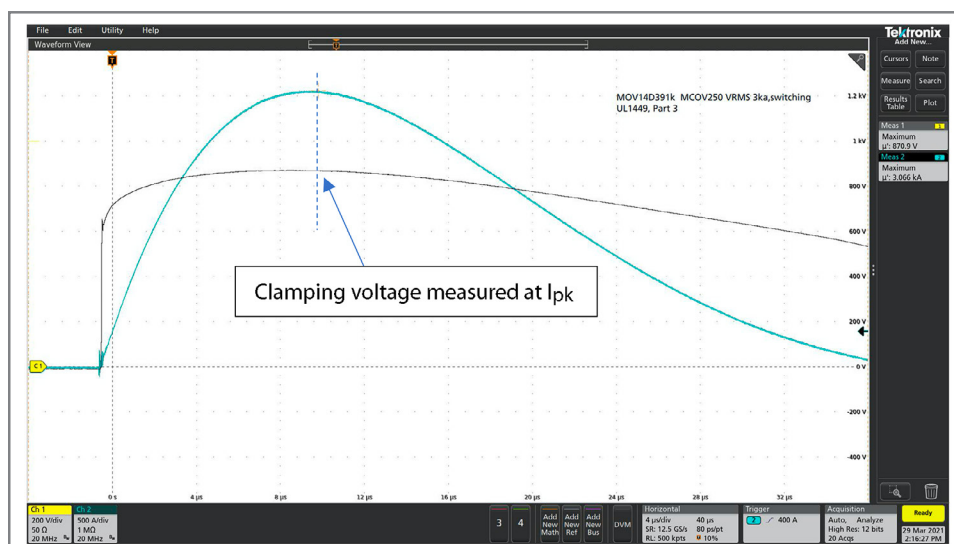 File Edit Utility Help
Tektronix
Waveform View
Add New...
T
Cursors Note
Measure Search
Results Table Plot
MOV14D391k MCOV250 VRMS 3ka,switching
UL1449, Part 3
1.2 kV
1 kV
800 V
600 V
400 V
200 V
0 V
-200 V
-400 V
Meas 1 1
Maximum
µ': 870.9 V
Meas 2 2
Maximum
µ': 3.066 kA
Clamping voltage measured at Ipk
C1
0 s 4 µs 8 µs 12 µs 16 µs 20 µs 24 µs 28 µs 32 µs
Ch 1
200 V/div
50 Ω
20 MHz
Ch 2
500 A/div
1 MΩ
20 MHz
3 4
Add New Math
Add New Ref
Add New Bus
DVM
Horizontal
4 µs/div 40 µs
SR: 12.5 GS/s 80 ps/pt
RL: 500 kpts 10%
Trigger
2 400 A
Acquisition
Auto, Analyze
High Res: 12 bits
20 Acqs
Ready
29 Mar 2021
2:16:27 PM